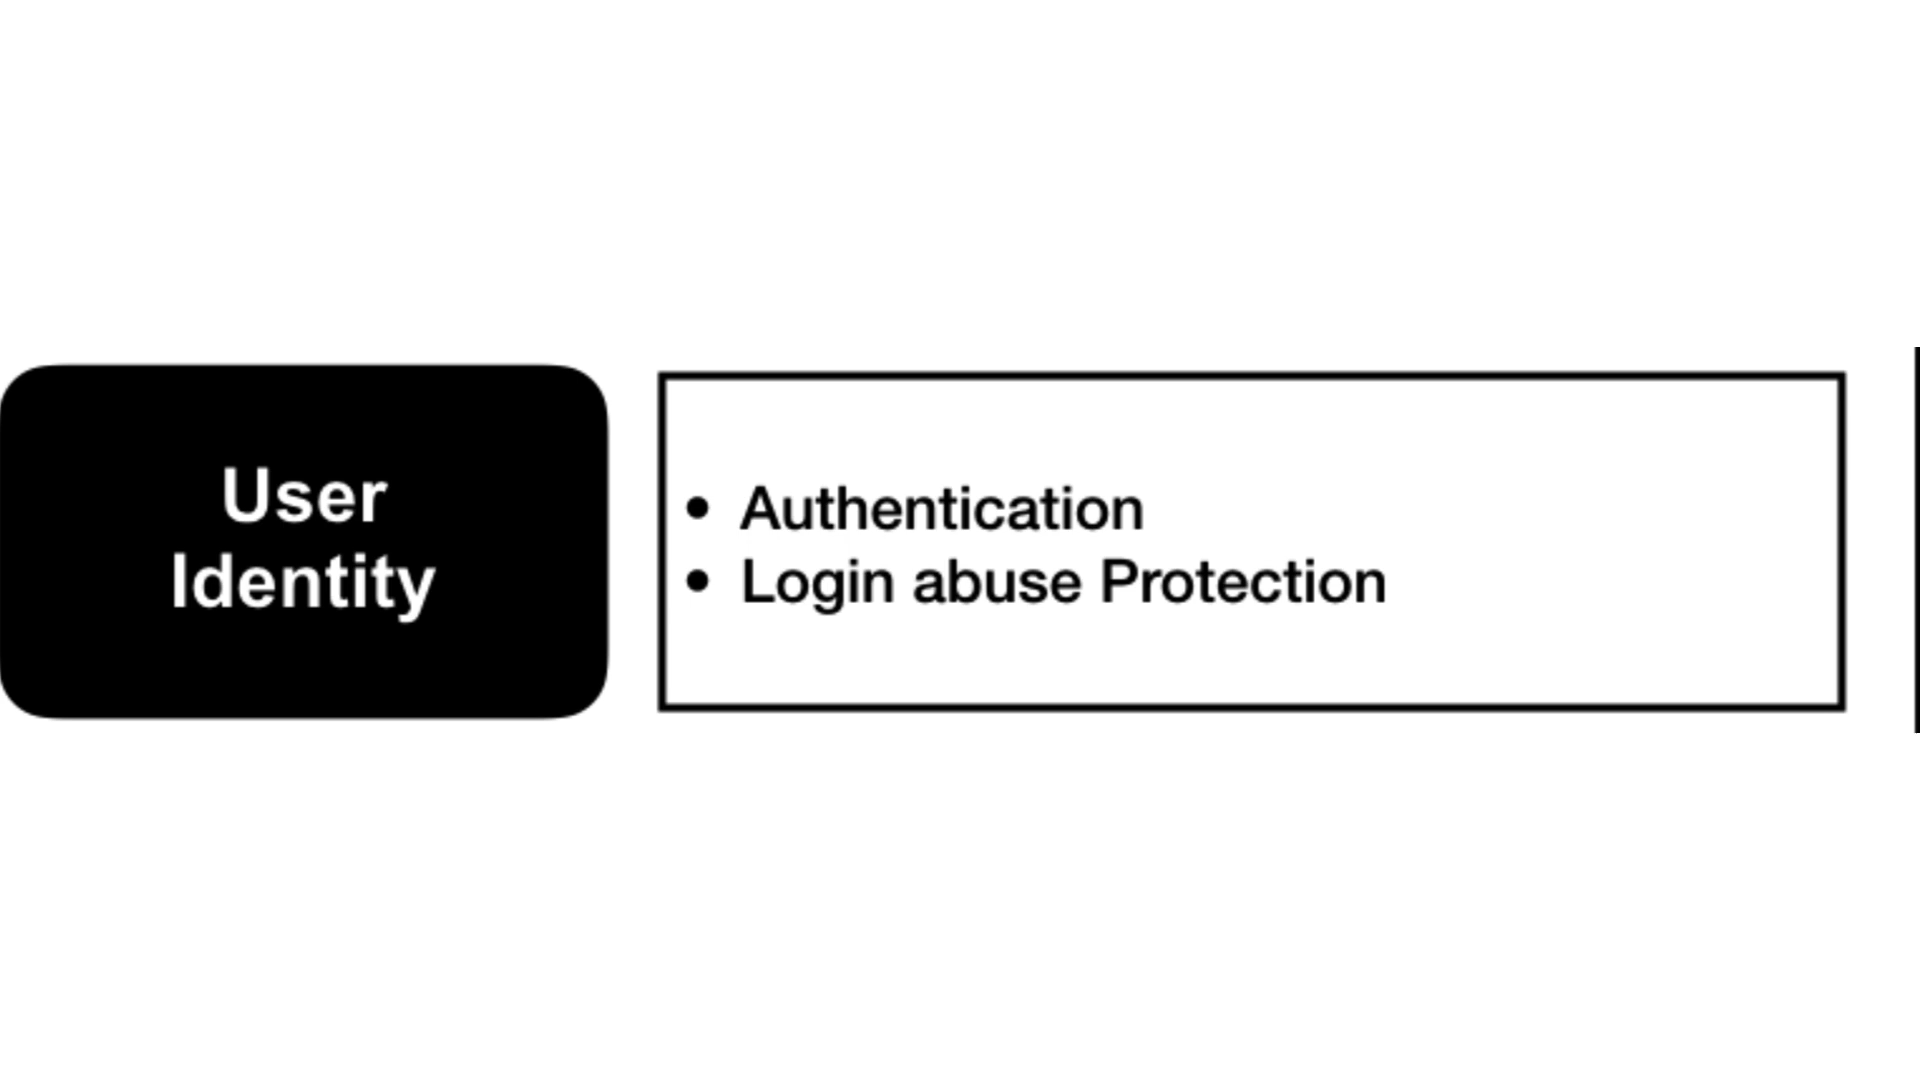 User
Identity
• Authentication
• Login abuse Protection